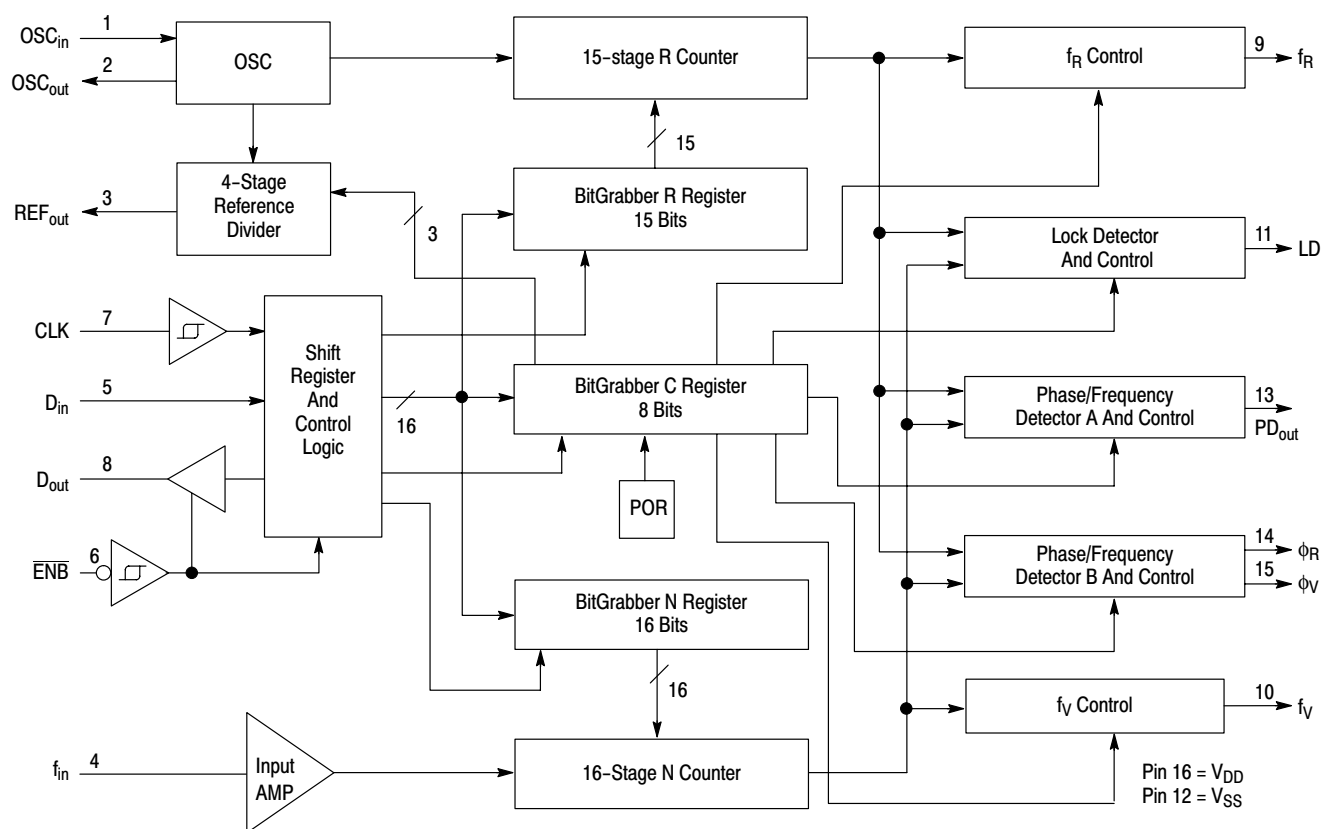 OSCin
1
OSCout
2
OSC
15-stage R Counter
fR Control
9
fR
15
REFout
3
4-Stage
Reference
Divider
3
BitGrabber R Register
15 Bits
Lock Detector
And Control
11
LD
CLK
7
Din
5
Dout
8
ENB
6
Shift
Register
And
Control
Logic
16
BitGrabber C Register
8 Bits
POR
Phase/Frequency
Detector A And Control
13
PDout
Phase/Frequency
Detector B And Control
14
ϕR
15
ϕV
BitGrabber N Register
16 Bits
16
fin
4
Input
AMP
16-Stage N Counter
fV Control
10
fV
Pin 16 = VDD
Pin 12 = VSS